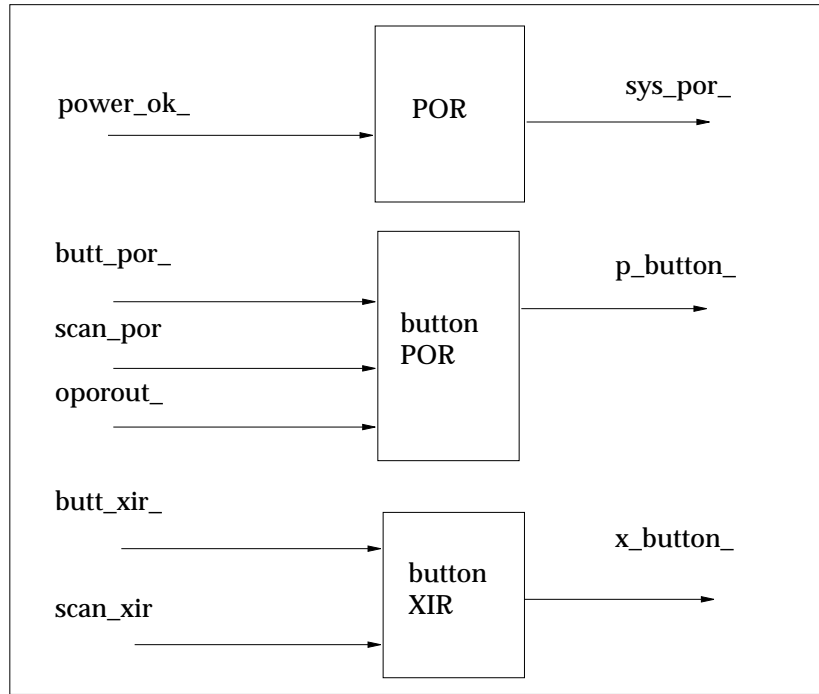 power_ok_
POR
sys_por_
butt_por_
scan_por
oporout_
button
POR
p_button_
butt_xir_
scan_xir
button
XIR
x_button_